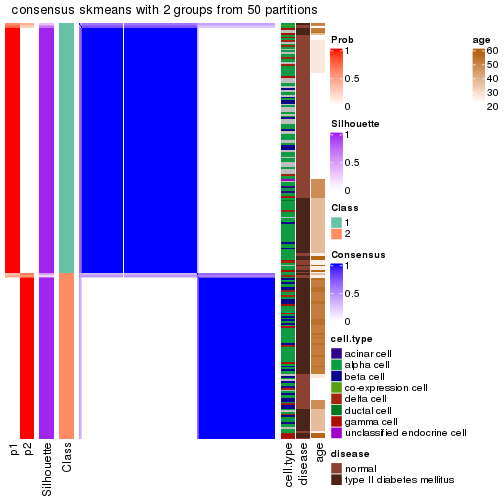 consensus skmeans with 2 groups from 50 partitions
Prob
1
0.5
0
Silhouette
1
0.5
0
Class
1
2
Consensus
1
0.5
0
cell.type
acinar cell
alpha cell
beta cell
co-expression cell
delta cell
ductal cell
gamma cell
unclassified endocrine cell
disease
normal
type II diabetes mellitus
age
60
50
40
30
20
p1
p2
Silhouette
Class
cell.type
disease
age